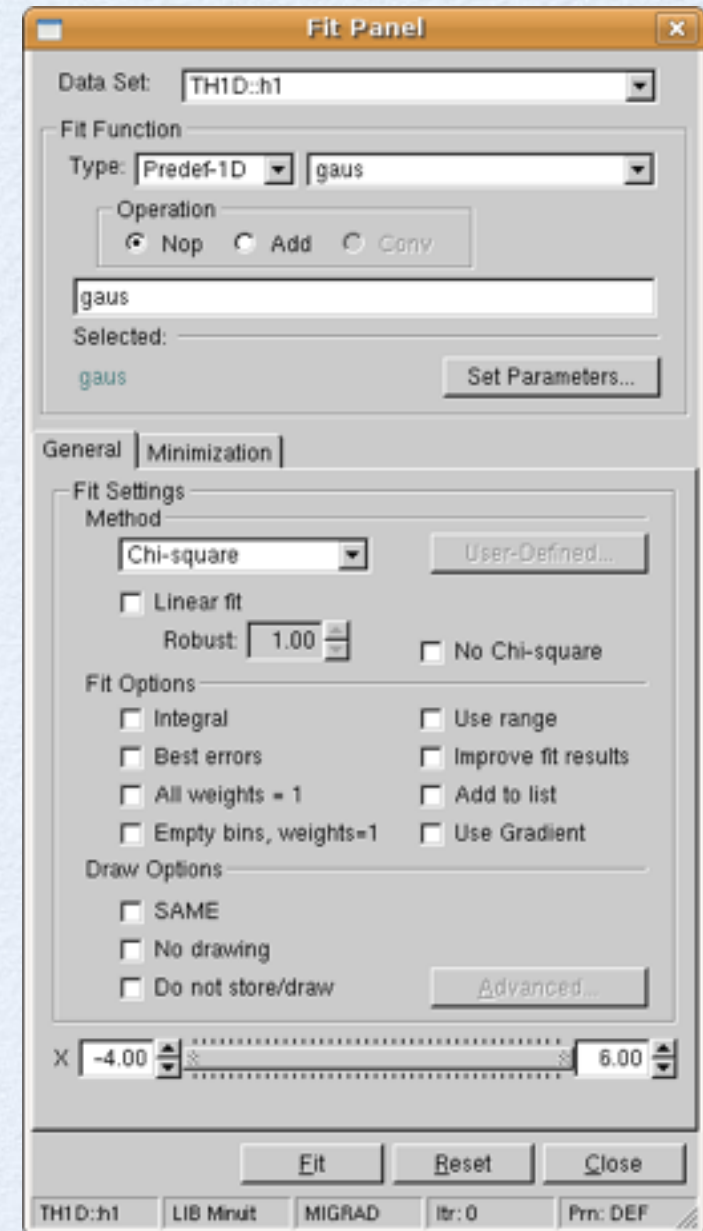 Fit Panel
Data Set: TH1D::h1
Fit Function
Type: Predef-1D gaus
Operation
Nop Add Conv
gaus
Selected:
gaus Set Parameters...
General Minimization
Fit Settings
Method
Chi-square User-Defined...
Linear fit
Robust: 1.00 No Chi-square
Fit Options
Integral Use range
Best errors Improve fit results
All weights = 1 Add to list
Empty bins, weights=1 Use Gradient
Draw Options
SAME
No drawing
Do not store/draw Advanced...
X -4.00 6.00
Fit Reset Close
TH1D::h1 LIB Minuit MIGRAD Itr: 0 Prn: DEF